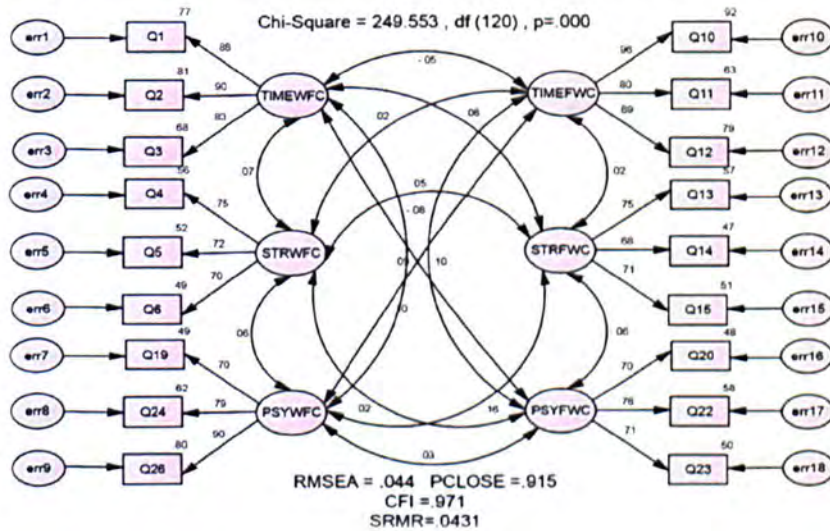 Chi-Square = 249.553 , df (120) , p=.000
77
err1
Q1
88
81
err2
Q2
90
TIMEWFC
68
err3
Q3
83
56
err4
Q4
75
52
err5
Q5
72
STRWFC
49
err6
Q6
70
49
err7
Q19
70
62
err8
Q24
79
PSYWFC
80
err9
Q26
90
-.05
.02
.06
.07
.05
-.08
.10
.06
.02
.16
.03
.02
.06
92
Q10
err10
96
63
TIMEFWC
80
Q11
err11
79
Q12
err12
57
75
Q13
err13
47
STRFWC
68
Q14
err14
51
71
Q15
err15
48
70
Q20
err16
58
PSYFWC
76
Q22
err17
50
71
Q23
err18
RMSEA = .044 PCLOSE =.915
CFI =.971
SRMR=.0431